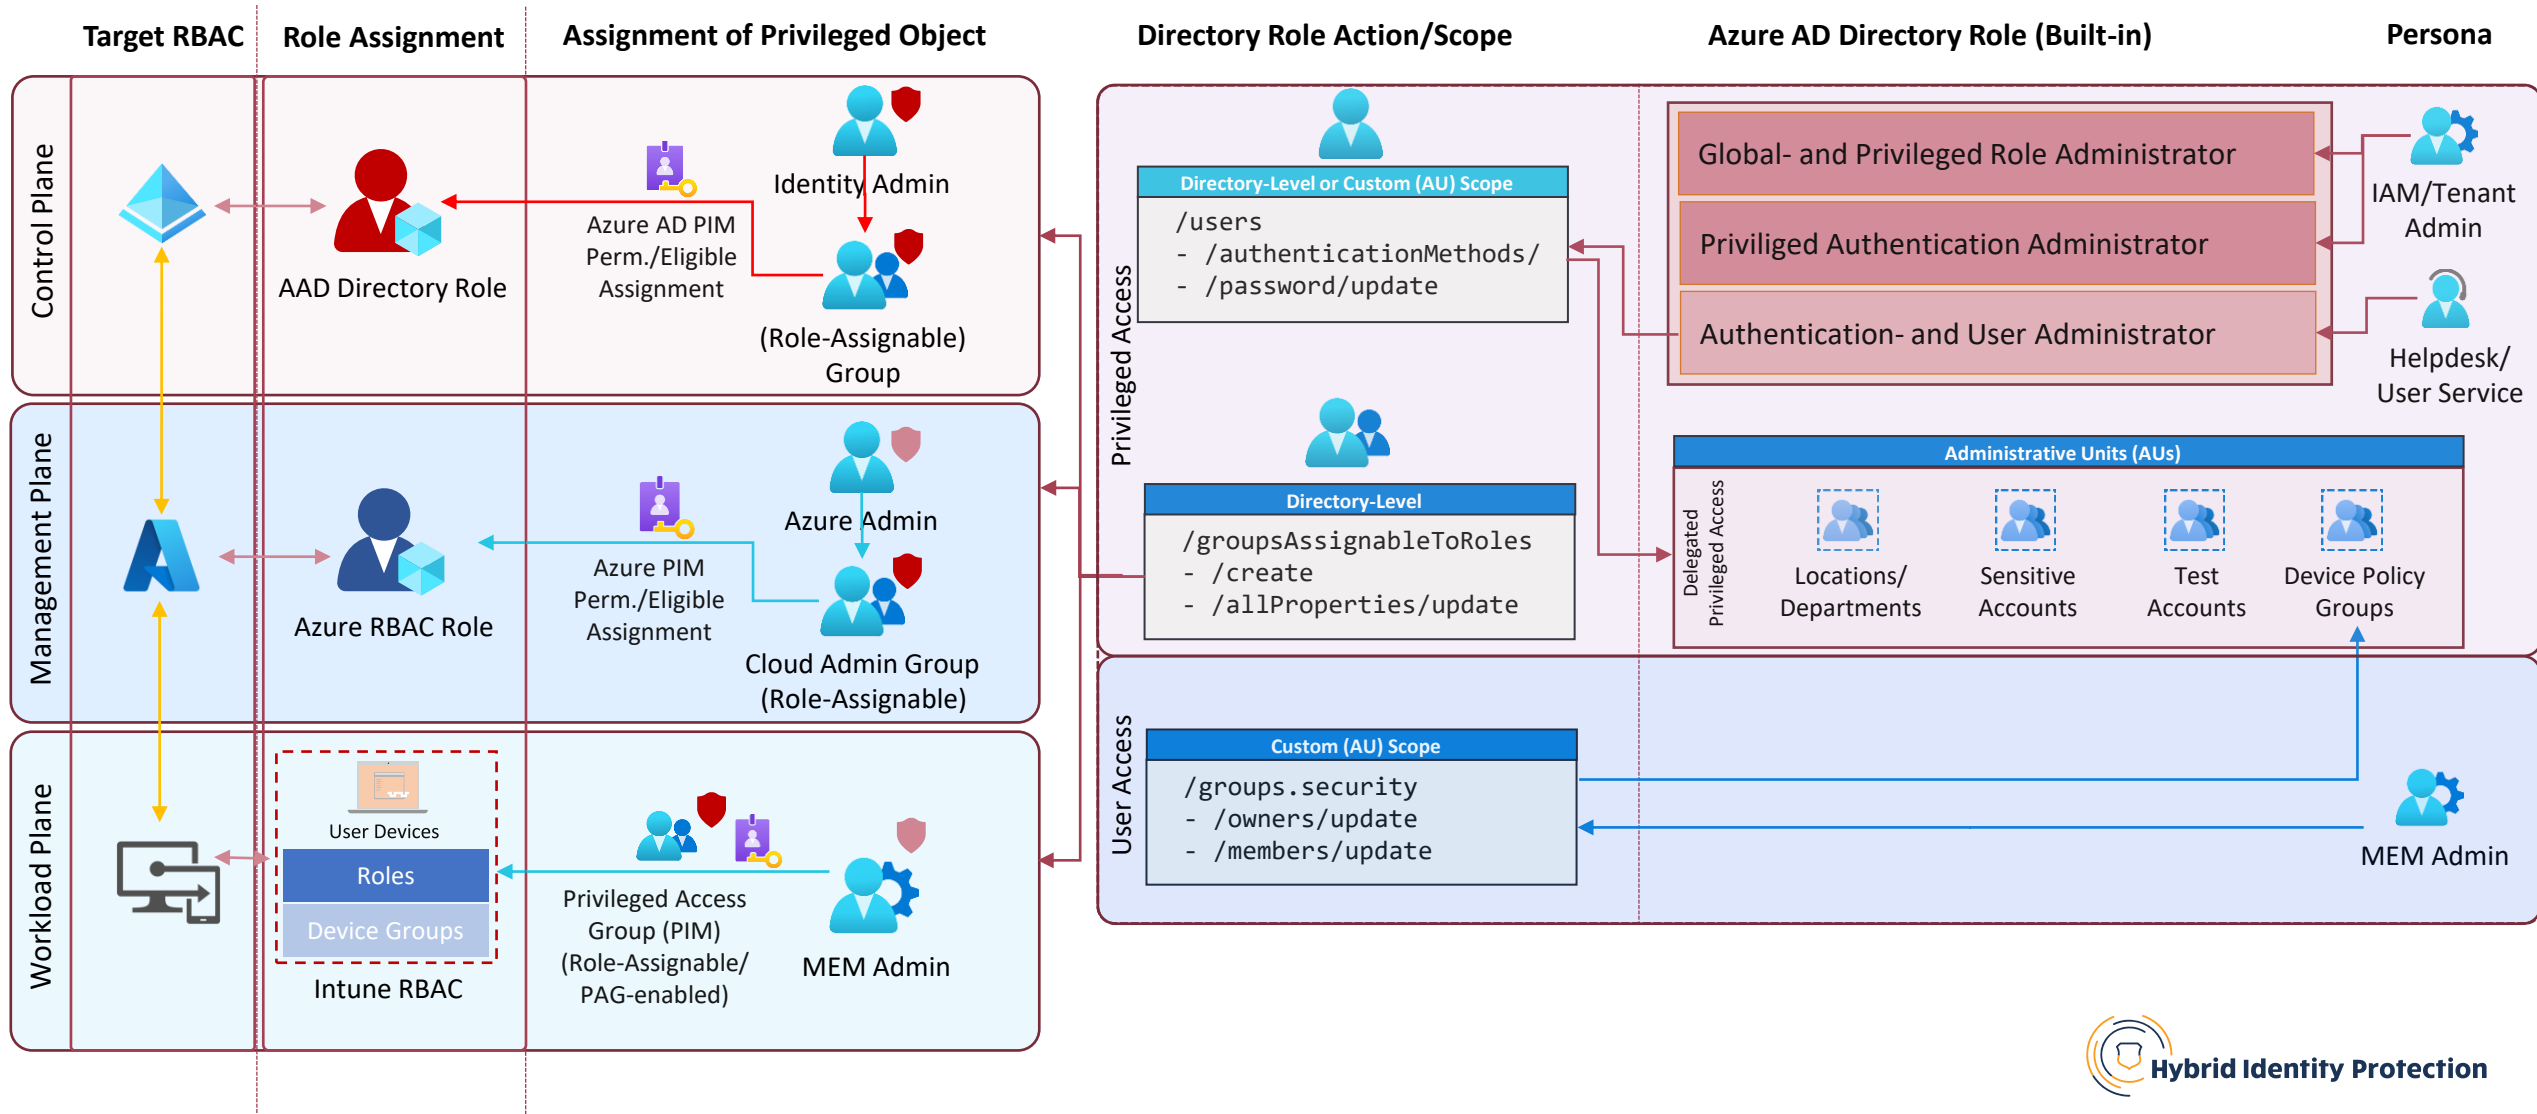 Target RBAC
Role Assignment
Assignment of Privileged Object
Directory Role Action/Scope
Azure AD Directory Role (Built-in)
Persona
Control Plane
AAD Directory Role
Azure AD PIM
Perm./Eligible
Assignment
Identity Admin
(Role-Assignable)
Group
Management Plane
Azure RBAC Role
Azure PIM
Perm./Eligible
Assignment
Azure Admin
Cloud Admin Group
(Role-Assignable)
Workload Plane
User Devices
Roles
Device Groups
Intune RBAC
Privileged Access
Group (PIM)
(Role-Assignable/
PAG-enabled)
MEM Admin
Privileged Access
Directory-Level or Custom (AU) Scope
/users
- /authenticationMethods/
- /password/update
Directory-Level
/groupsAssignableToRoles
- /create
- /allProperties/update
Global- and Privileged Role Administrator
Priviliged Authentication Administrator
Authentication- and User Administrator
IAM/Tenant
Admin
Helpdesk/
User Service
Administrative Units (AUs)
Delegated
Privileged Access
Locations/
Departments
Sensitive
Accounts
Test
Accounts
Device Policy
Groups
User Access
Custom (AU) Scope
/groups.security
- /owners/update
- /members/update
MEM Admin
Hybrid Identity Protection